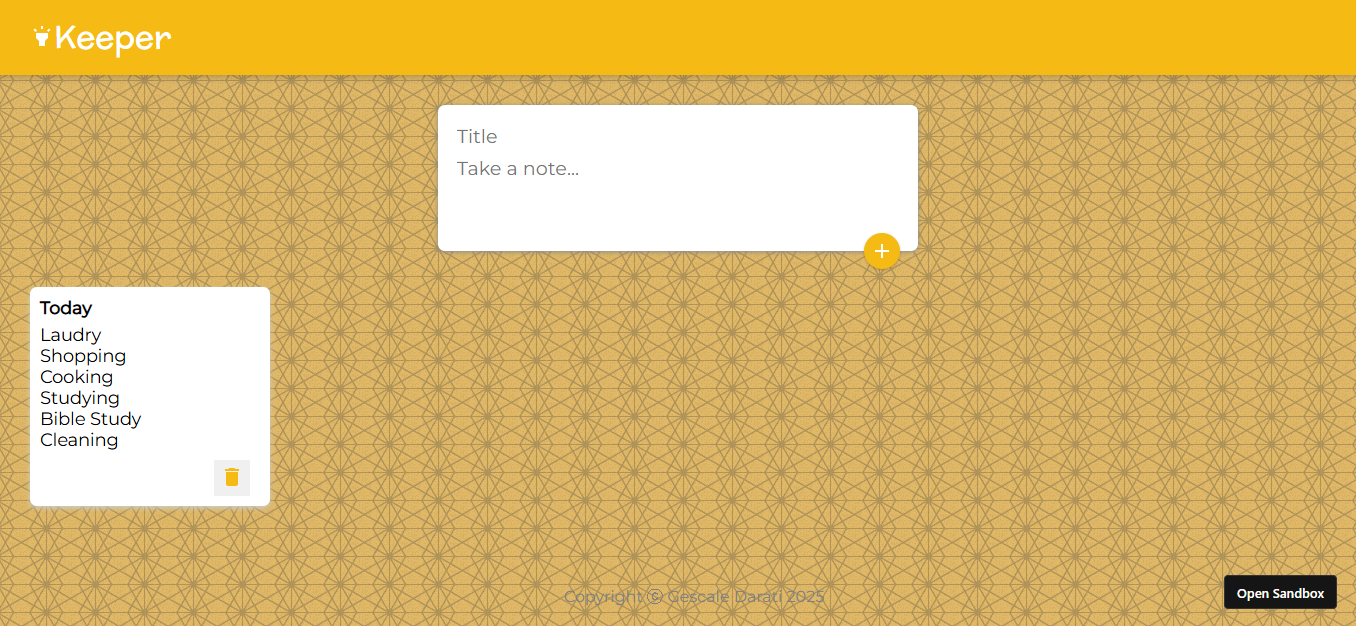 Keeper
Title
Take a note...
Today
Laudry
Shopping
Cooking
Studying
Bible Study
Cleaning
Copyright ⓒ Gescale Darati 2025
Open Sandbox